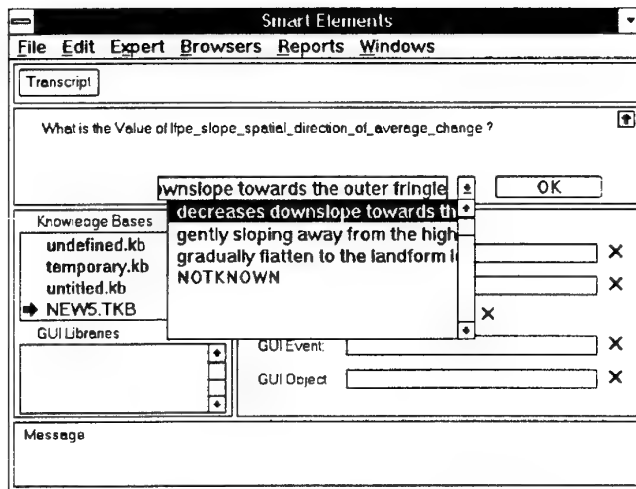 Smart Elements
File Edit Expert Browsers Reports Windows
Transcript
What is the Value of lfpe_slope_spatial_direction_of_average_change ?
wnslope towards the outer fringle
OK
decreases downslope towards th
gently sloping away from the high
gradually flatten to the landform l
NOTKNOWN
Knowledge Bases
undefined.kb
temporary.kb
untitled.kb
NEW5.TKB
GUI Libraries
GUI Event:
GUI Object
Message